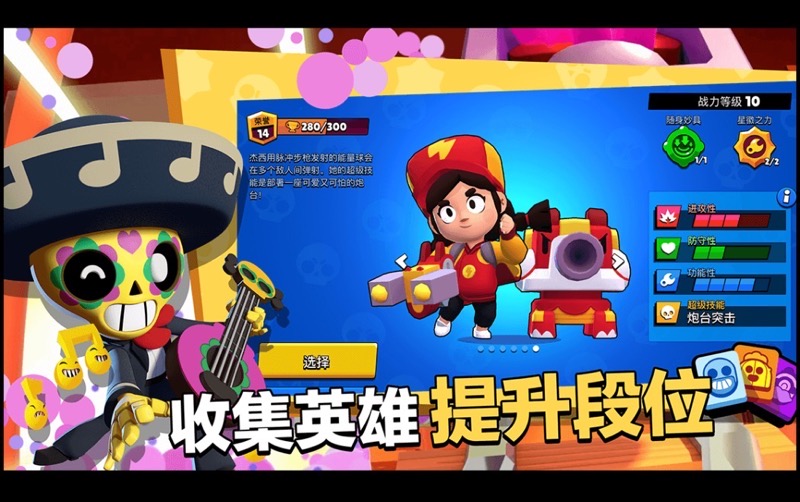 战力等级 10
荣誉
14
280/300
随身妙具
星徽之力
1/1
2/2
杰西用脉冲步枪发射的能量球会
在多个敌人间弹射。她的超级技
能是部署一座可爱又可怕的炮
台！
i
进攻性
防守性
功能性
超级技能
炮台突击
选择
收集英雄 提升段位